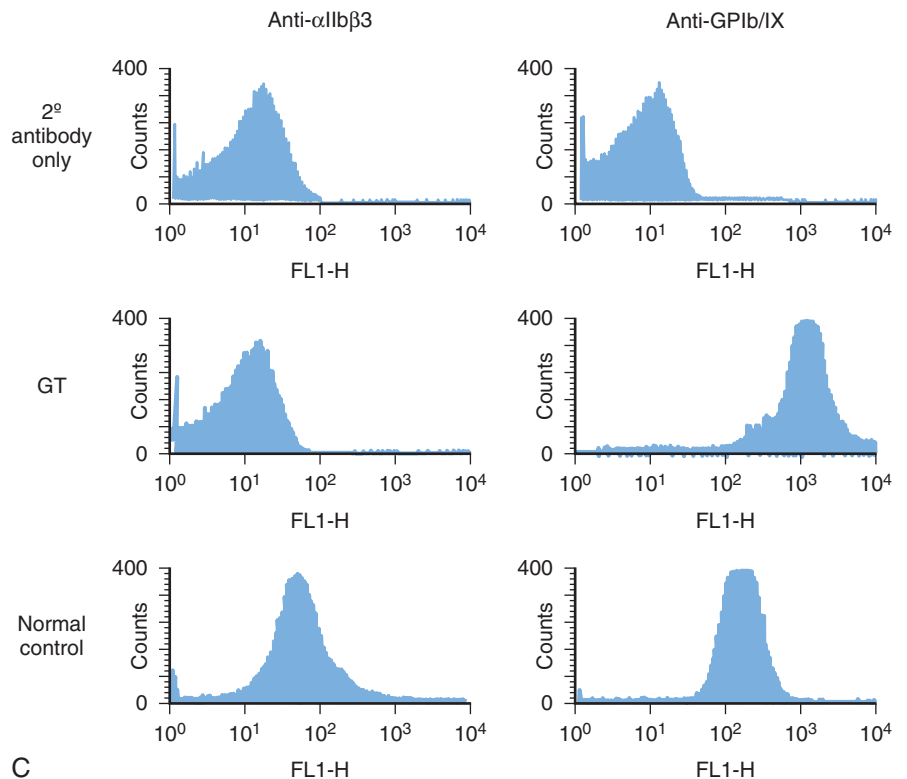 Anti-αIIbβ3 Anti-GPIb/IX
2º antibody only
400 400
Counts Counts
0 0
10⁰ 10¹ 10² 10³ 10⁴ 10⁰ 10¹ 10² 10³ 10⁴
FL1-H FL1-H
GT
400 400
Counts Counts
0 0
10⁰ 10¹ 10² 10³ 10⁴ 10⁰ 10¹ 10² 10³ 10⁴
FL1-H FL1-H
Normal control
400 400
Counts Counts
0 0
10⁰ 10¹ 10² 10³ 10⁴ 10⁰ 10¹ 10² 10³ 10⁴
FL1-H FL1-H
C